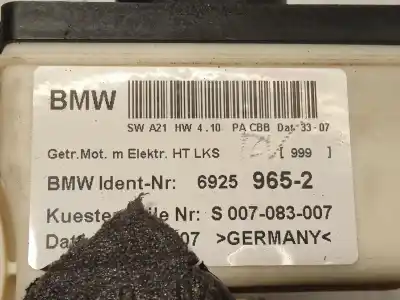 BMW
SW A21 HW 4.10 PA CBB Dat: 33-07
Getr.Mot. m Elektr. HT LKS [ 999 ]
BMW Ident-Nr: 6925 965-2
Nr: S 007-083-007
07 >GERMANY<